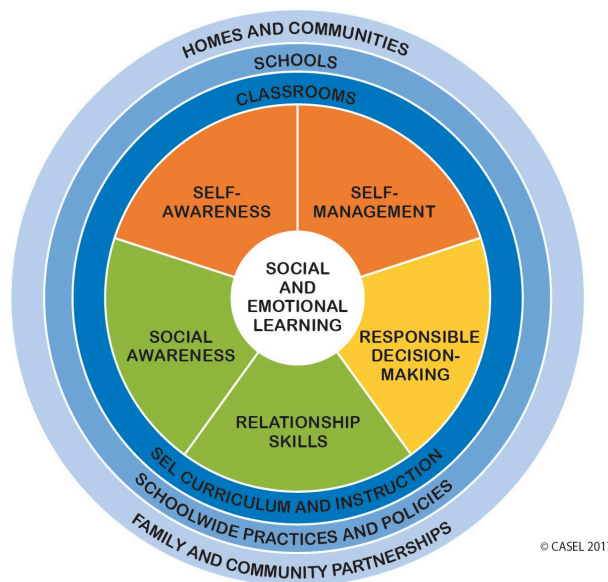 HOMES AND COMMUNITIES
SCHOOLS
CLASSROOMS
SELF-
AWARENESS
SELF-
MANAGEMENT
SOCIAL
AND
EMOTIONAL
LEARNING
SOCIAL
AWARENESS
RESPONSIBLE
DECISION-
MAKING
RELATIONSHIP
SKILLS
SEL CURRICULUM AND INSTRUCTION
SCHOOLWIDE PRACTICES AND POLICIES
FAMILY AND COMMUNITY PARTNERSHIPS
© CASEL 2017